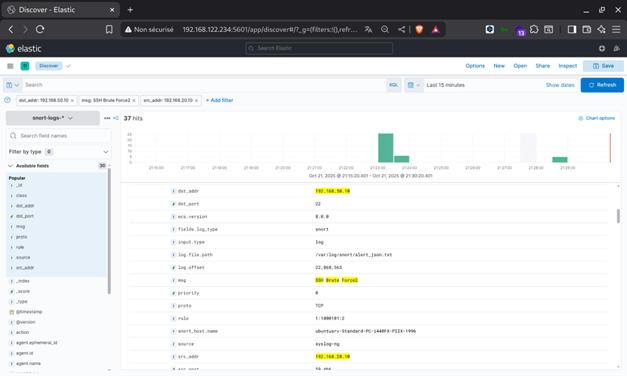 Discover - Elastic
Non sécurisé 192.168.122.234:5601/app/discover#/?_g=(filters:!(),refr...
13
elastic
Search Elastic
D Discover
Options New Open Share Inspect Save
Search KQL Last 15 minutes Show dates Refresh
dst_addr: 192.168.50.10 × msg: SSH Brute Force2 × src_addr: 192.168.20.10 × + Add filter
snort-logs-*
37 hits
Chart options
Search field names
Filter by type 0
Available fields 30
Popular
_id
class
dst_addr
dst_port
msg
proto
rule
source
src_addr
_index
_score
_type
@timestamp
@version
action
agent.ephemeral_id
agent.id
agent.name
21:16:00 21:17:00 21:18:00 21:19:00 21:20:00 21:21:00 21:22:00 21:23:00 21:24:00 21:25:00 21:26:00 21:27:00 21:28:00 21:29:00
Oct 21, 2025 @ 21:15:20.401 - Oct 21, 2025 @ 21:30:20.401
dst_addr 192.168.50.10
dst_port 22
ecs.version 8.0.0
fields.log_type snort
input.type log
log.file.path /var/log/snort/alert_json.txt
log.offset
msg SSH Brute Force2
priority 0
proto TCP
rule 1:1000101:2
snort_host.name ubuntuserv-Standard-PC-i440FX-PIIX-1996
source syslog-ng
src_addr 192.168.20.10